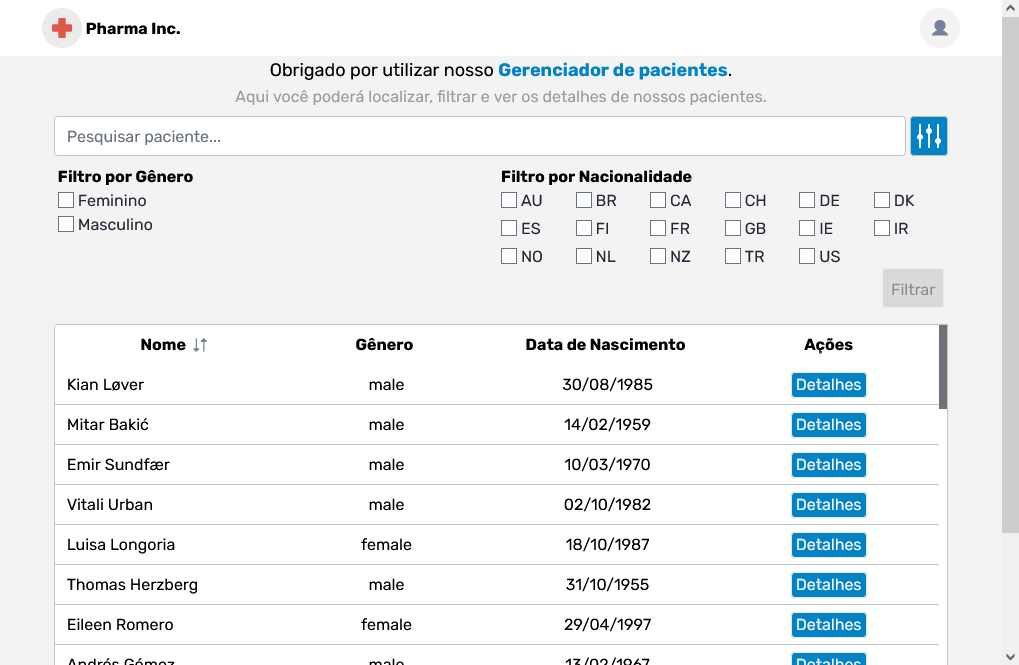 Pharma Inc.
Obrigado por utilizar nosso Gerenciador de pacientes.
Aqui você poderá localizar, filtrar e ver os detalhes de nossos pacientes.
Pesquisar paciente...
Filtro por Gênero
Feminino
Masculino
Filtro por Nacionalidade
AU BR CA CH DE DK
ES FI FR GB IE IR
NO NL NZ TR US
Filtrar
Nome Gênero Data de Nascimento Ações
Kian Løver male 30/08/1985 Detalhes
Mitar Bakić male 14/02/1959 Detalhes
Emir Sundfær male 10/03/1970 Detalhes
Vitali Urban male 02/10/1982 Detalhes
Luisa Longoria female 18/10/1987 Detalhes
Thomas Herzberg male 31/10/1955 Detalhes
Eileen Romero female 29/04/1997 Detalhes
Andrés Gómez male 13/02/1967 Detalhes